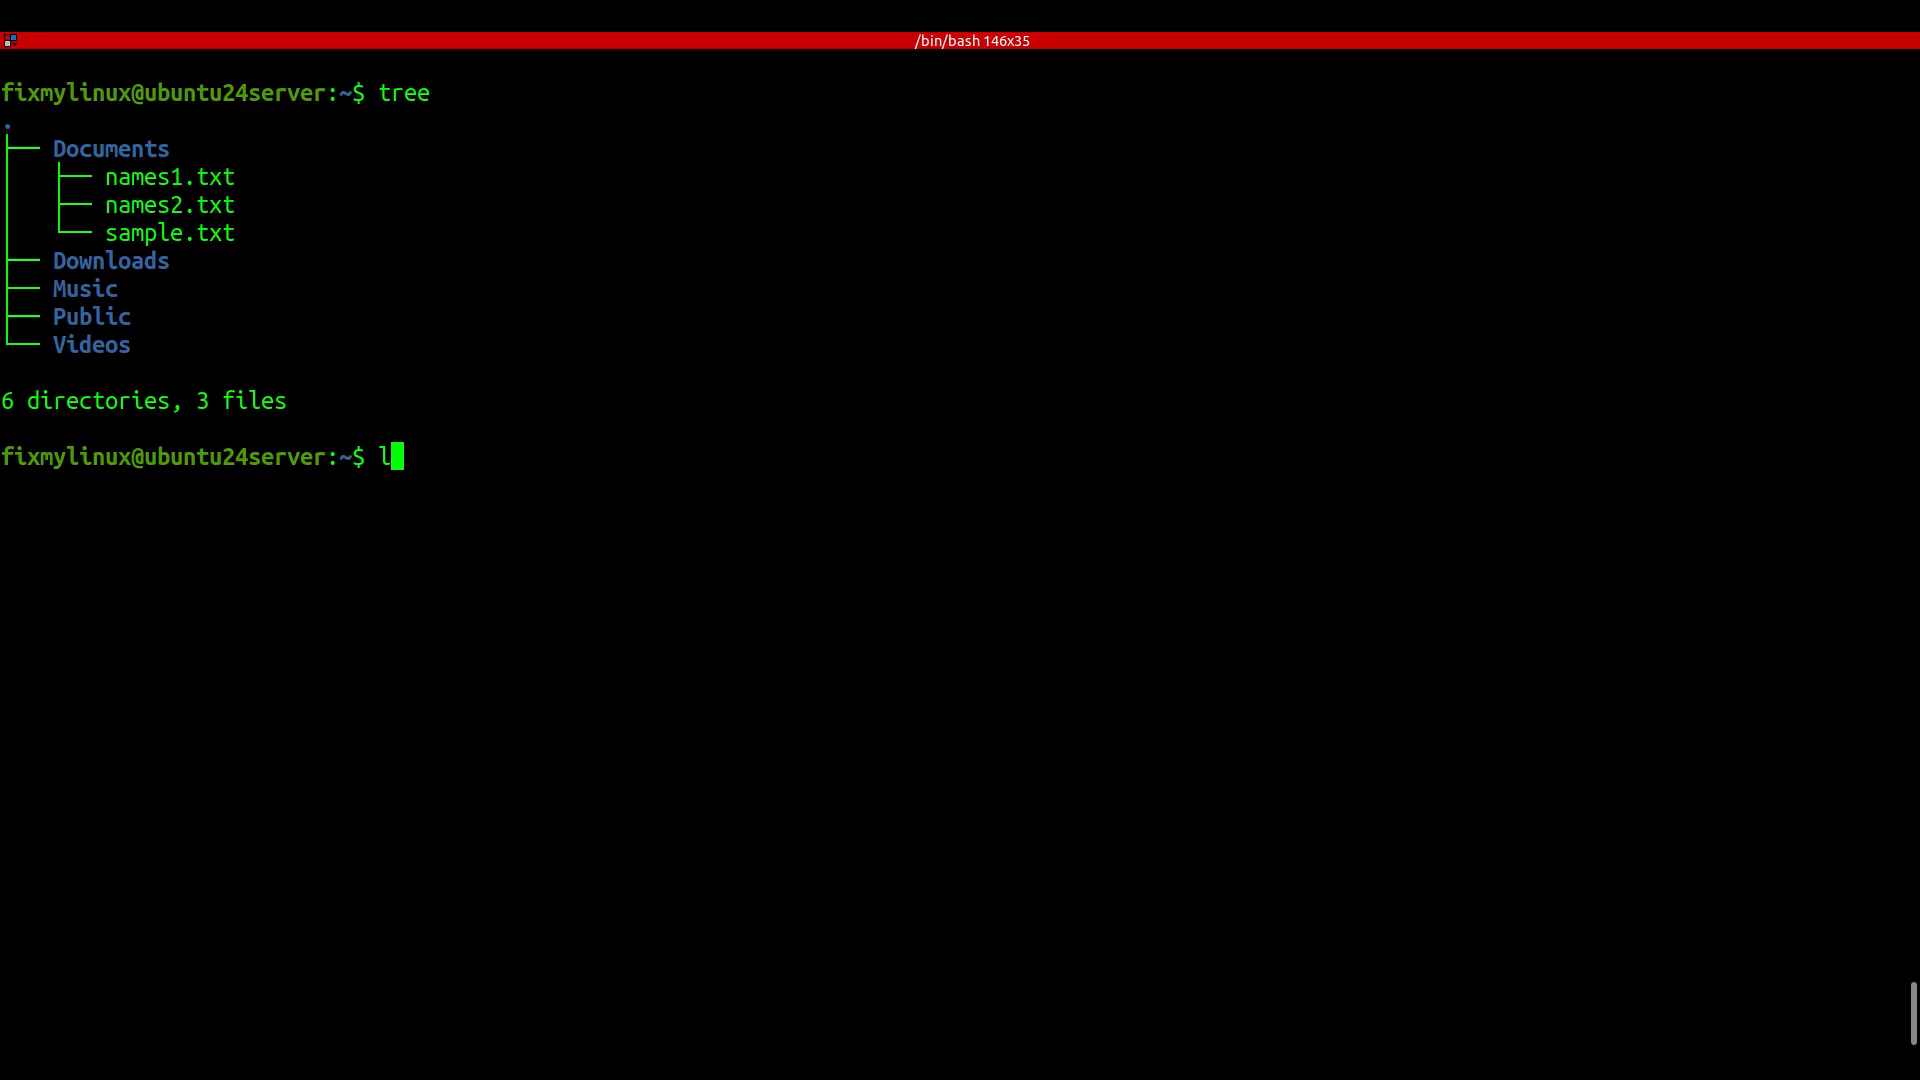 /bin/bash 146x35
fixmylinux@ubuntu24server:~$ tree
.
├── Documents
│   ├── names1.txt
│   ├── names2.txt
│   └── sample.txt
├── Downloads
├── Music
├── Public
└── Videos
6 directories, 3 files
fixmylinux@ubuntu24server:~$ l